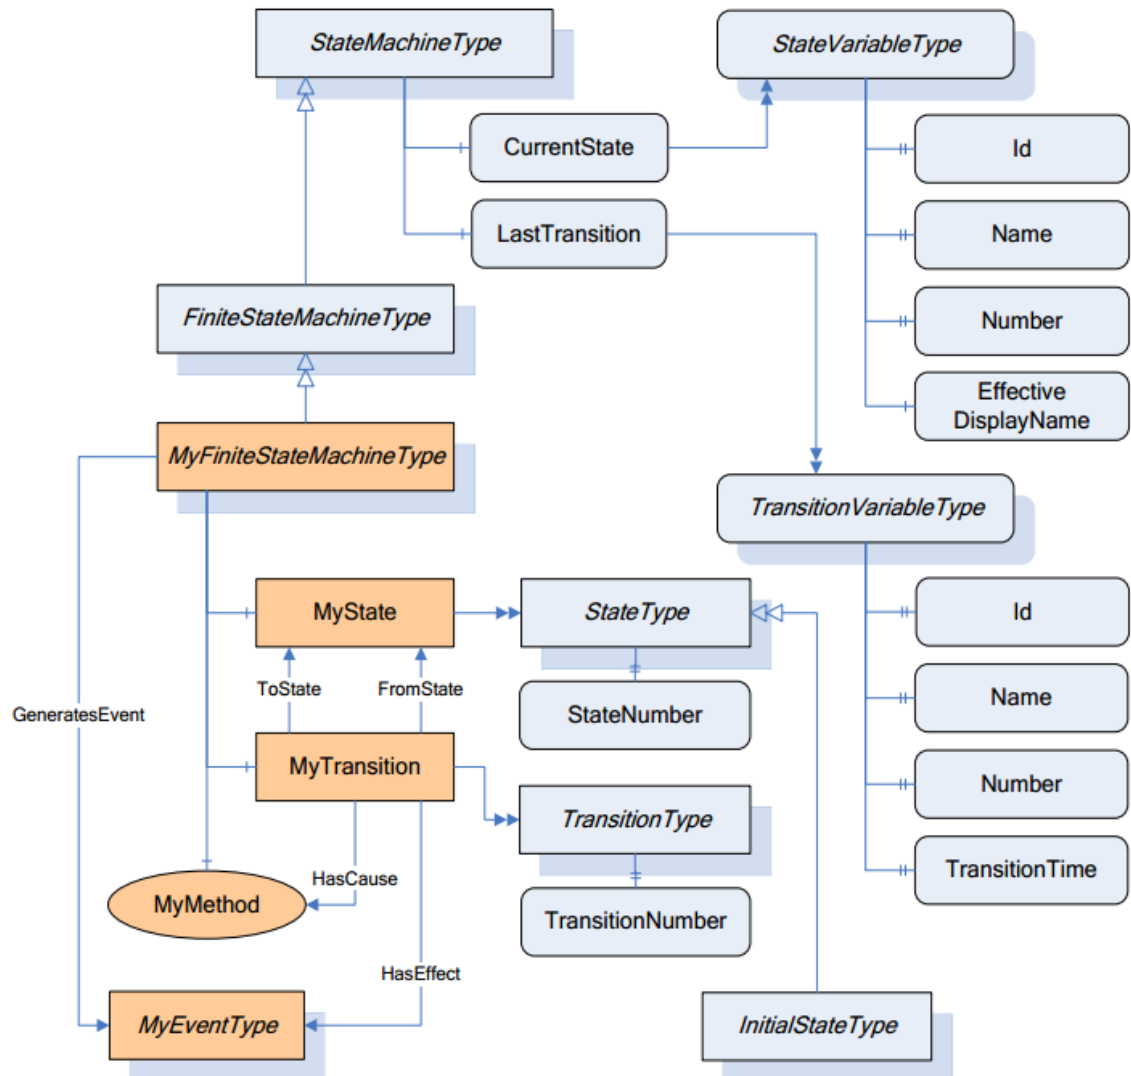 StateMachineType
StateVariableType
CurrentState
Id
LastTransition
Name
FiniteStateMachineType
Number
Effective
DisplayName
MyFiniteStateMachineType
TransitionVariableType
MyState
StateType
Id
ToState
FromState
GeneratesEvent
StateNumber
Name
MyTransition
Number
TransitionType
HasCause
TransitionTime
MyMethod
TransitionNumber
HasEffect
MyEventType
InitialStateType